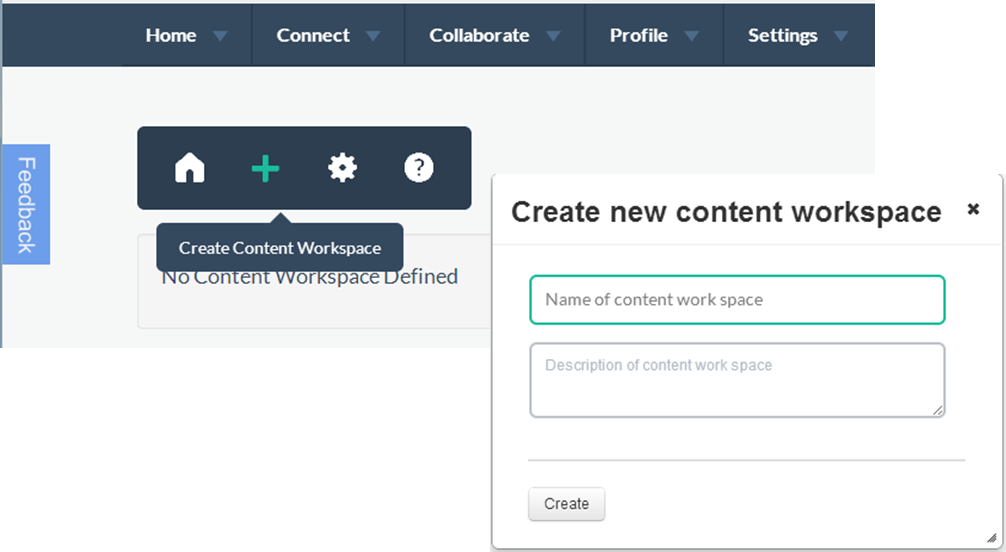 Home
Connect
Collaborate
Profile
Settings
Feedback
?
Create Content Workspace
No Content Workspace Defined
Create new content workspace
Name of content work space
Description of content work space
Create